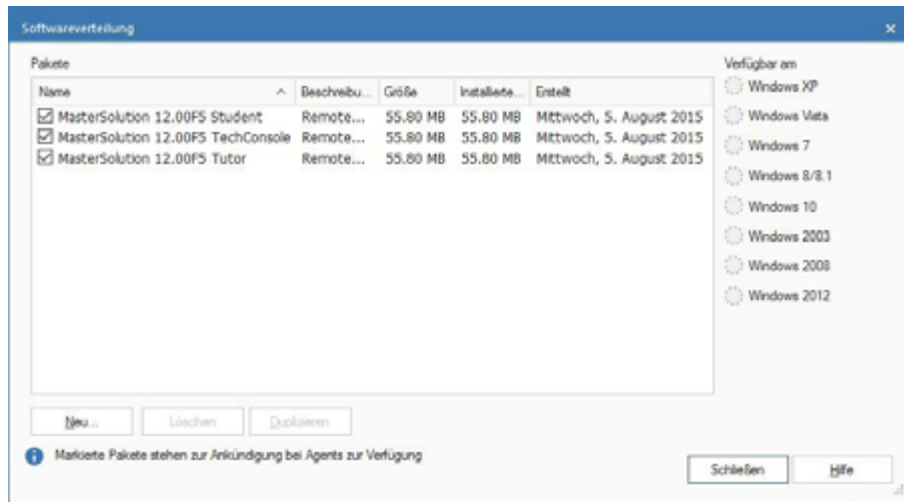 Softwareverteilung
Pakete
Verfügbar am
Name Beschreibu... Größe Installierte... Erstellt
MasterSolution 12.00F5 Student Remote... 55.80 MB 55.80 MB Mittwoch, 5. August 2015
MasterSolution 12.00F5 TechConsole Remote... 55.80 MB 55.80 MB Mittwoch, 5. August 2015
MasterSolution 12.00F5 Tutor Remote... 55.80 MB 55.80 MB Mittwoch, 5. August 2015
Windows XP
Windows Vista
Windows 7
Windows 8/8.1
Windows 10
Windows 2003
Windows 2008
Windows 2012
Neu... Löschen Duplizieren
Markierte Pakete stehen zur Ankündigung bei Agents zur Verfügung
Schließen Hilfe